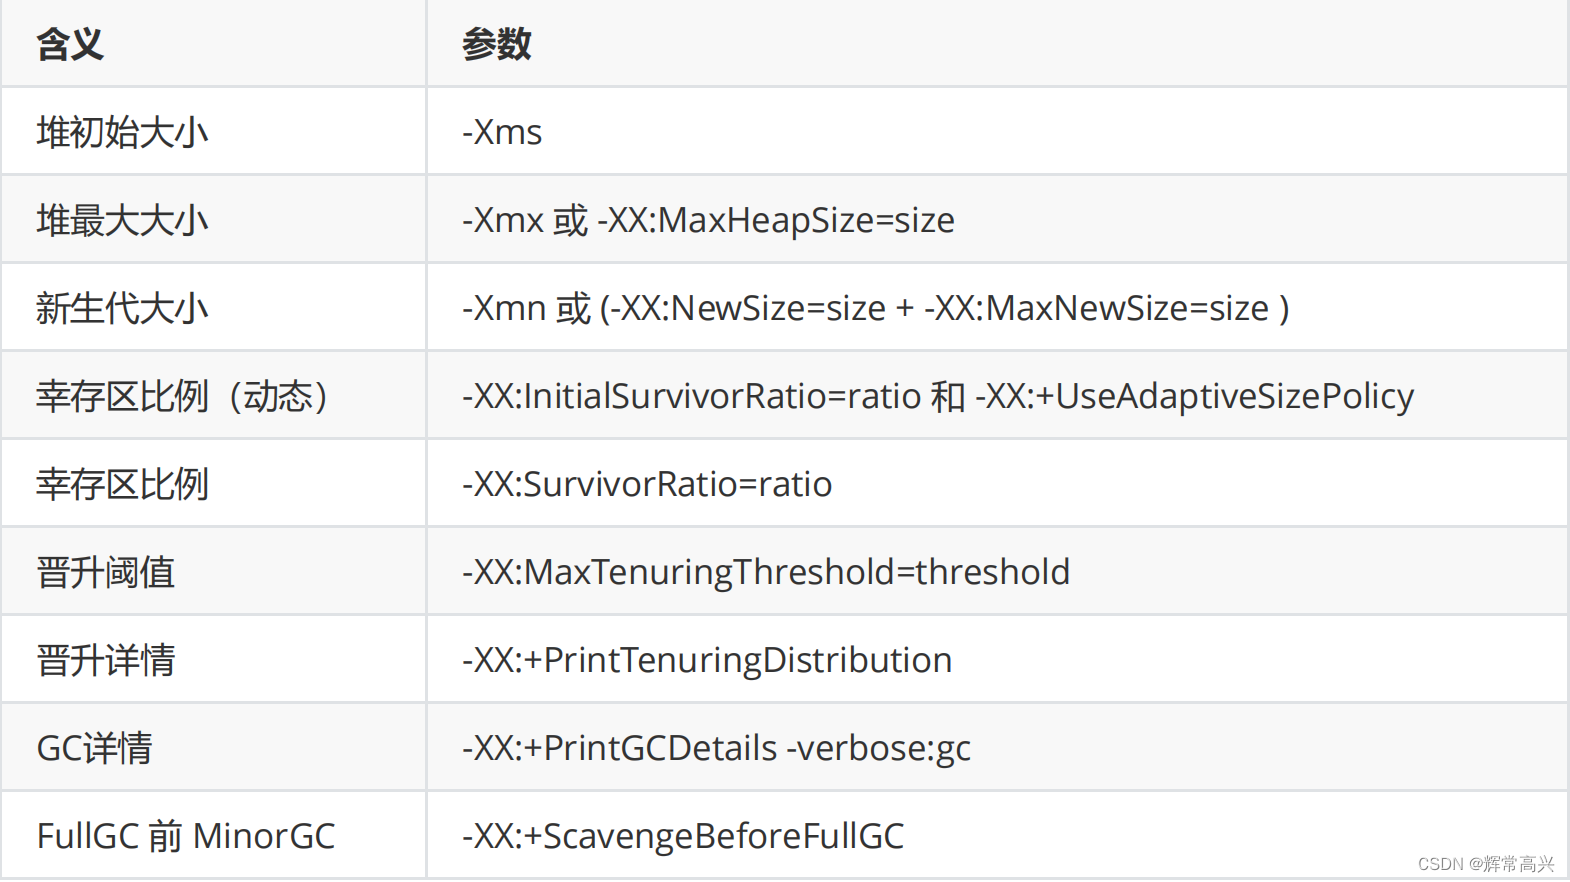 含义 参数
堆初始大小 -Xms
堆最大大小 -Xmx 或 -XX:MaxHeapSize=size
新生代大小 -Xmn 或 (-XX:NewSize=size + -XX:MaxNewSize=size )
幸存区比例（动态） -XX:InitialSurvivorRatio=ratio 和 -XX:+UseAdaptiveSizePolicy
幸存区比例 -XX:SurvivorRatio=ratio
晋升阈值 -XX:MaxTenuringThreshold=threshold
晋升详情 -XX:+PrintTenuringDistribution
GC详情 -XX:+PrintGCDetails -verbose:gc
FullGC 前 MinorGC -XX:+ScavengeBeforeFullGC
CSDN @辉常高兴